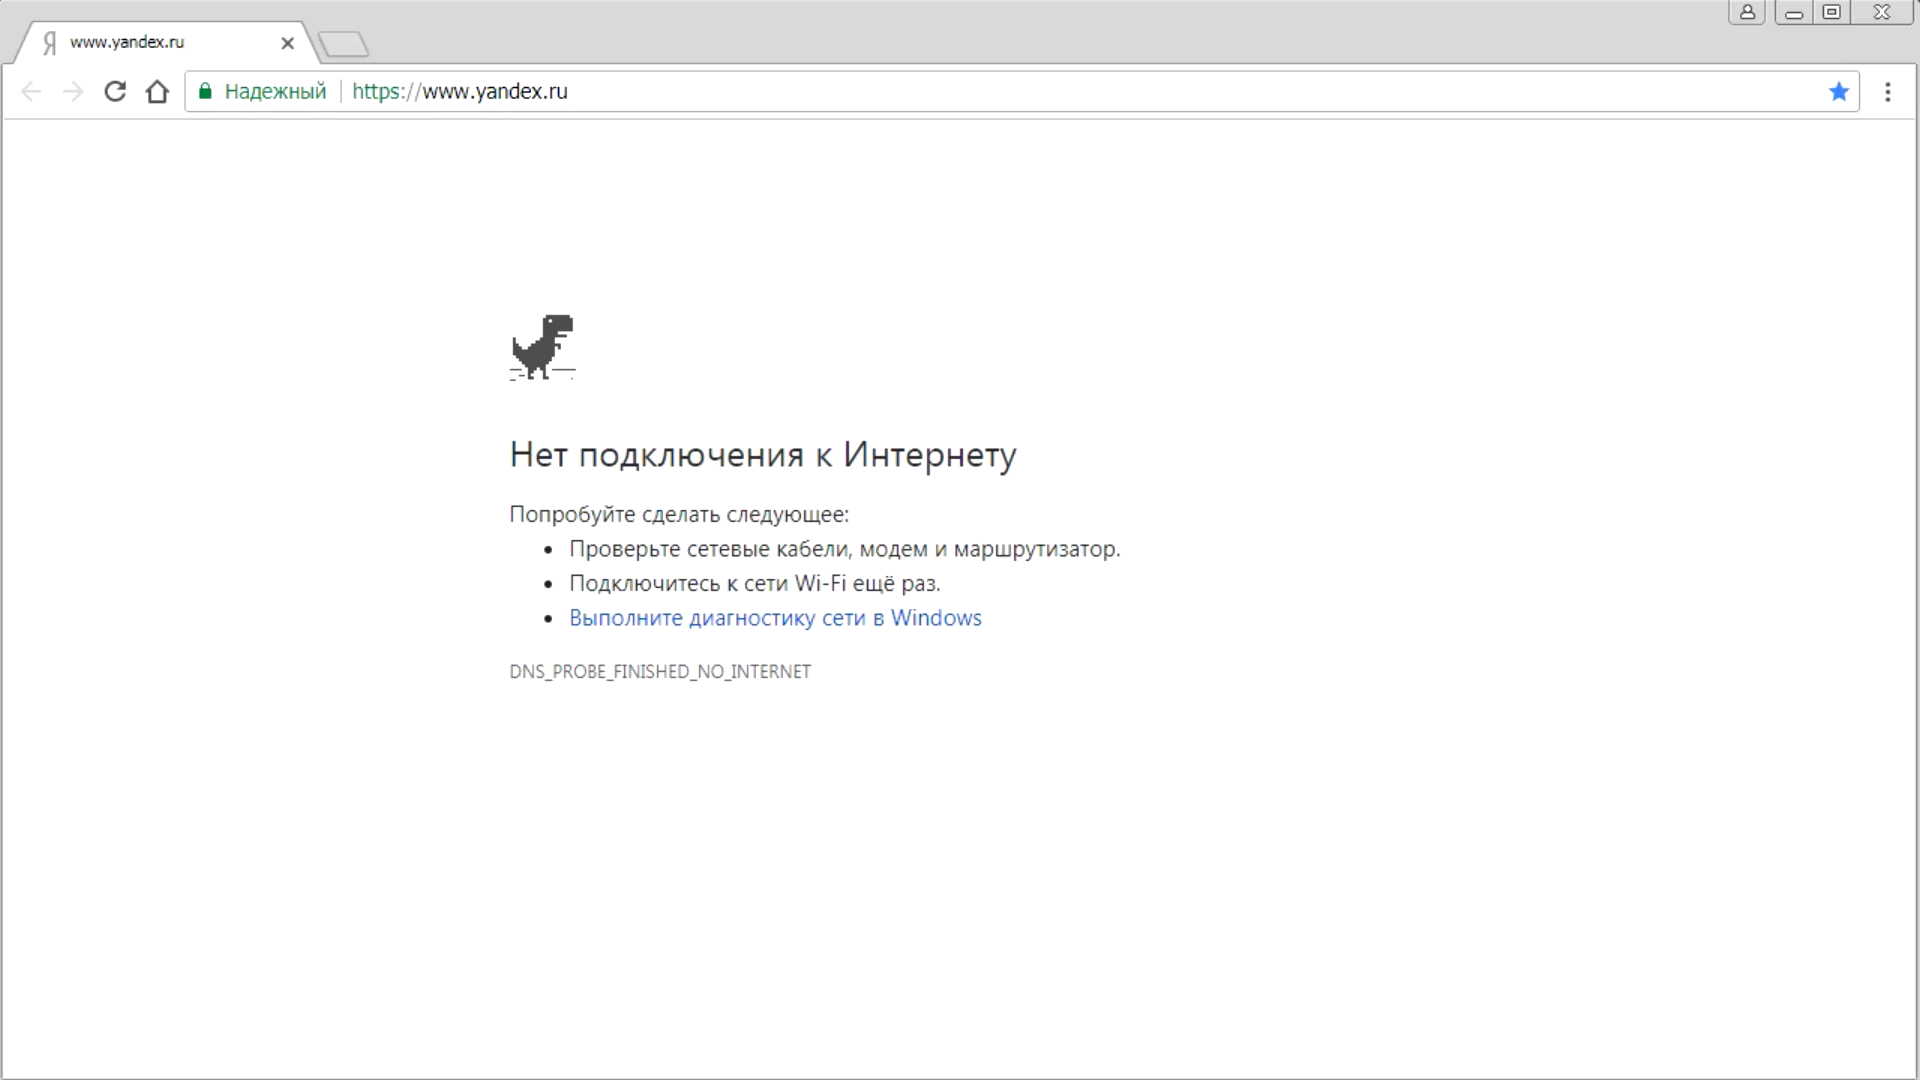 Я www.yandex.ru
Надежный https://www.yandex.ru
Нет подключения к Интернету
Попробуйте сделать следующее:
Проверьте сетевые кабели, модем и маршрутизатор.
Подключитесь к сети Wi-Fi ещё раз.
Выполните диагностику сети в Windows
DNS_PROBE_FINISHED_NO_INTERNET